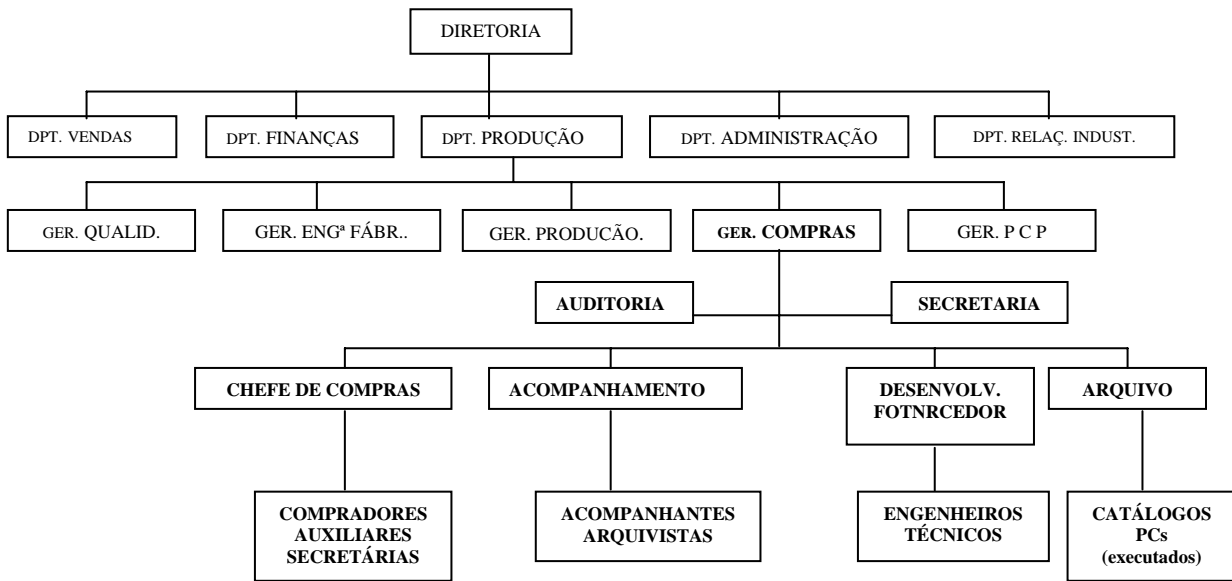 DIRETORIA
DPT. VENDAS
DPT. FINANÇAS
DPT. PRODUÇÃO
DPT. ADMINISTRAÇÃO
DPT. RELAÇ. INDUST.
GER. QUALID.
GER. ENGª FÁBR..
GER. PRODUCÃO.
GER. COMPRAS
GER. P C P
AUDITORIA
SECRETARIA
CHEFE DE COMPRAS
ACOMPANHAMENTO
DESENVOLV.
FOTNRCEDOR
ARQUIVO
COMPRADORES
AUXILIARES
SECRETÁRIAS
ACOMPANHANTES
ARQUIVISTAS
ENGENHEIROS
TÉCNICOS
CATÁLOGOS
PCs
(executados)